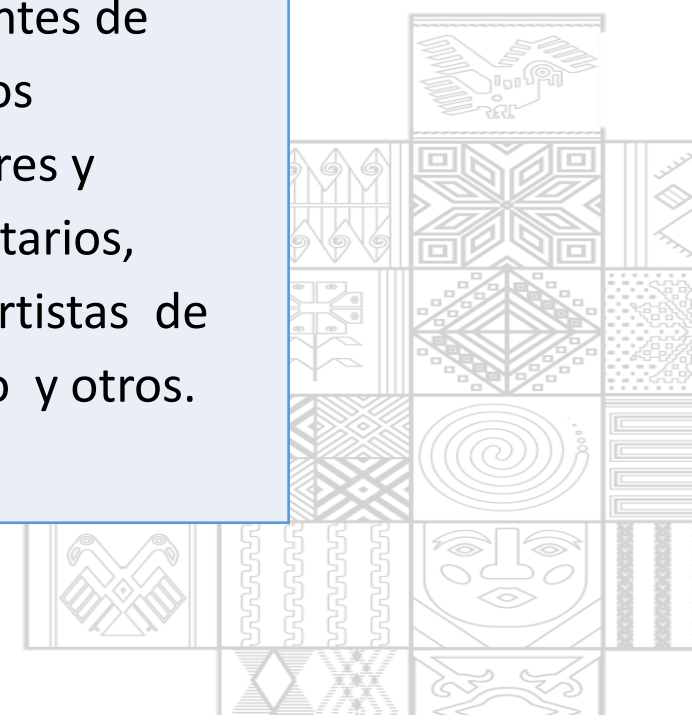 ntes de
os
res y
tarios,
rtistas de
o y otros.